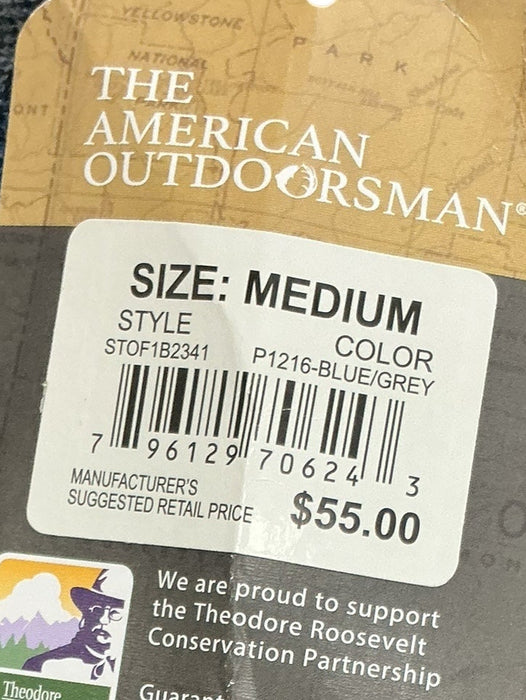 YELLOWSTONE
NATIONAL
PARK
THE
AMERICAN
OUTDOORSMAN®
SIZE: MEDIUM
STYLE
COLOR
STOF1B2341
P1216-BLUE/GREY
7 96129 70624 3
MANUFACTURER'S
SUGGESTED RETAIL PRICE
$55.00
We are proud to support
the Theodore Roosevelt
Conservation Partnership
Theodore